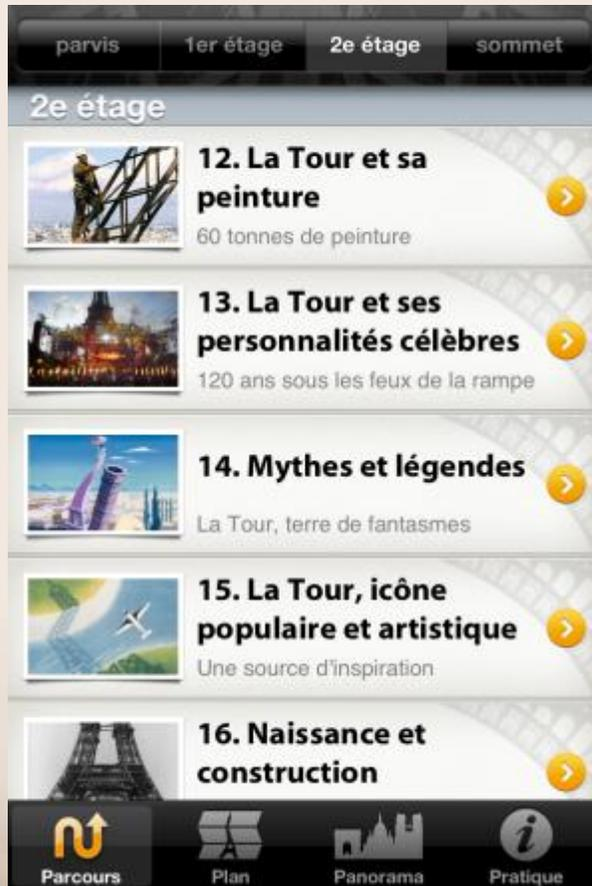 parvis 1er étage 2e étage sommet
2e étage
12. La Tour et sa
peinture
60 tonnes de peinture
13. La Tour et ses
personnalités célèbres
120 ans sous les feux de la rampe
14. Mythes et légendes
La Tour, terre de fantasmes
15. La Tour, icône
populaire et artistique
Une source d'inspiration
16. Naissance et
construction
Parcours Plan Panorama Pratique